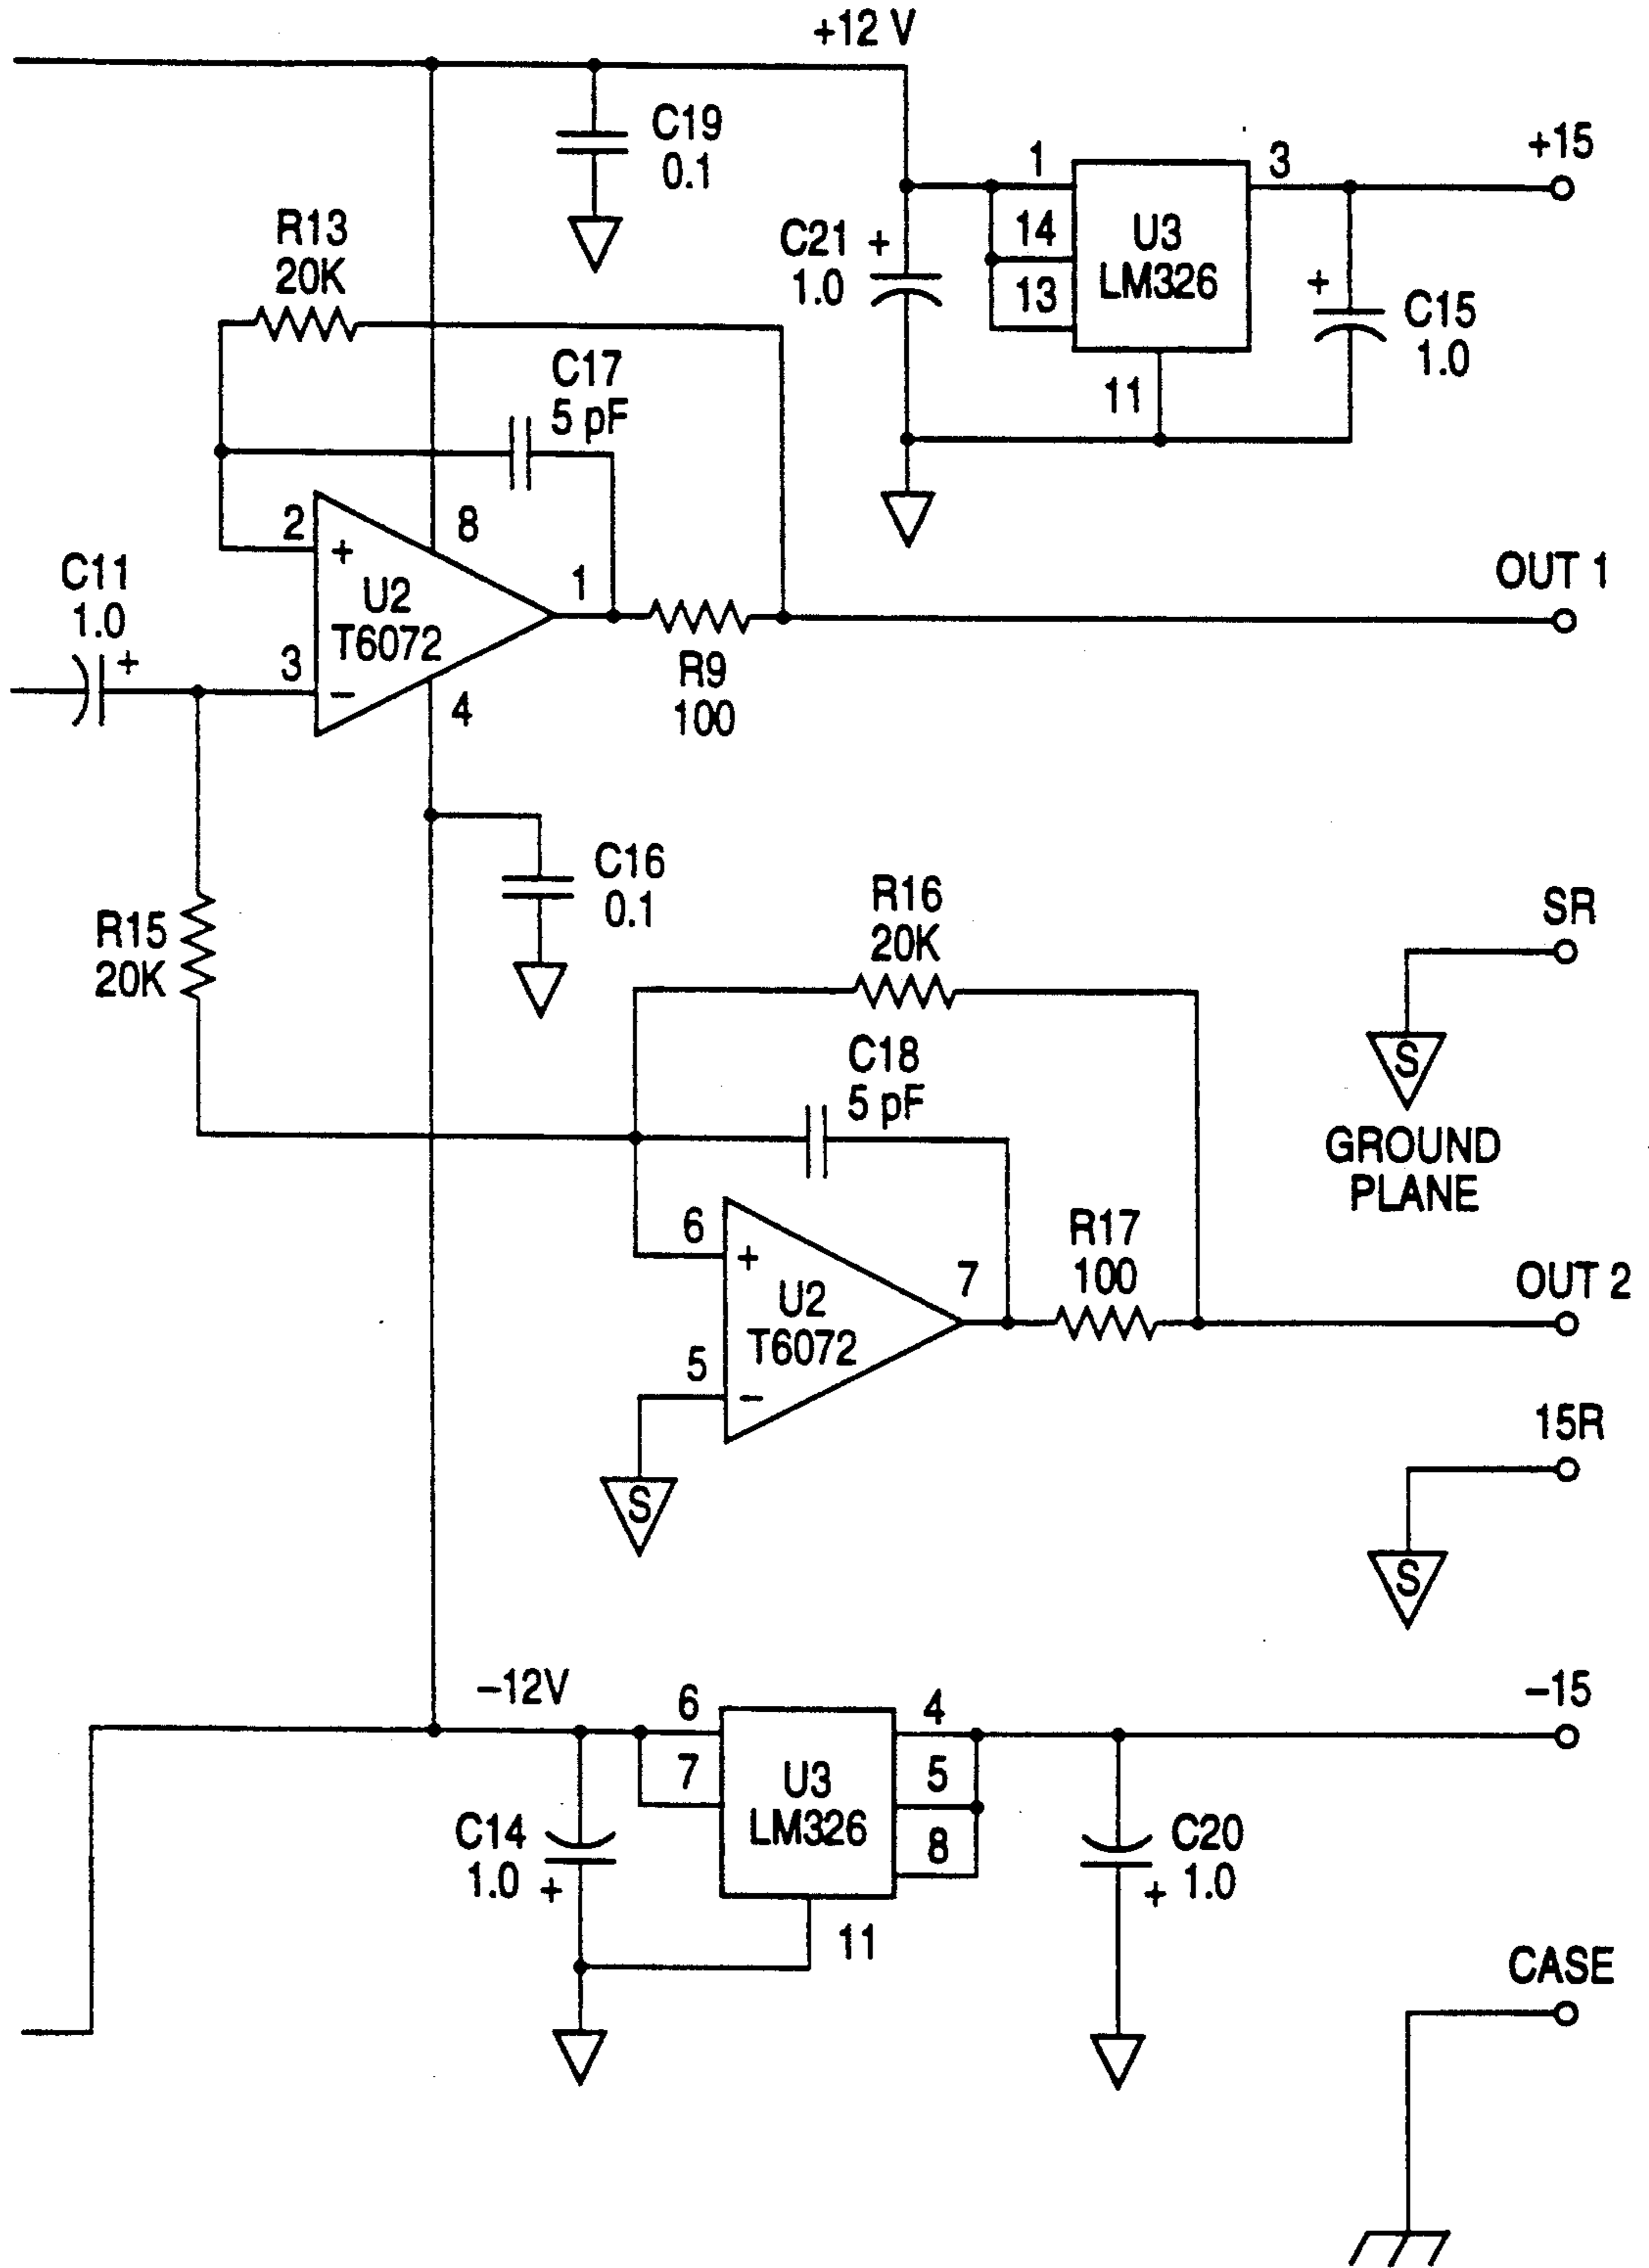 +12 V
C19
0.1
+15
1
3
R13
20K
14
U3
LM326
C21 +
1.0
13
+
C15
1.0
C17
5 pF
11
2
+
8
C11
1.0
+
U2
T6072
1
OUT 1
3
−
4
R9
100
C16
0.1
R15
20K
R16
20K
SR
S
GROUND
PLANE
C18
5 pF
6
+
7
R17
100
U2
T6072
OUT 2
5
−
S
15R
S
−12V
6
4
−15
7
5
U3
LM326
C14
1.0 +
8
C20
+ 1.0
11
CASE